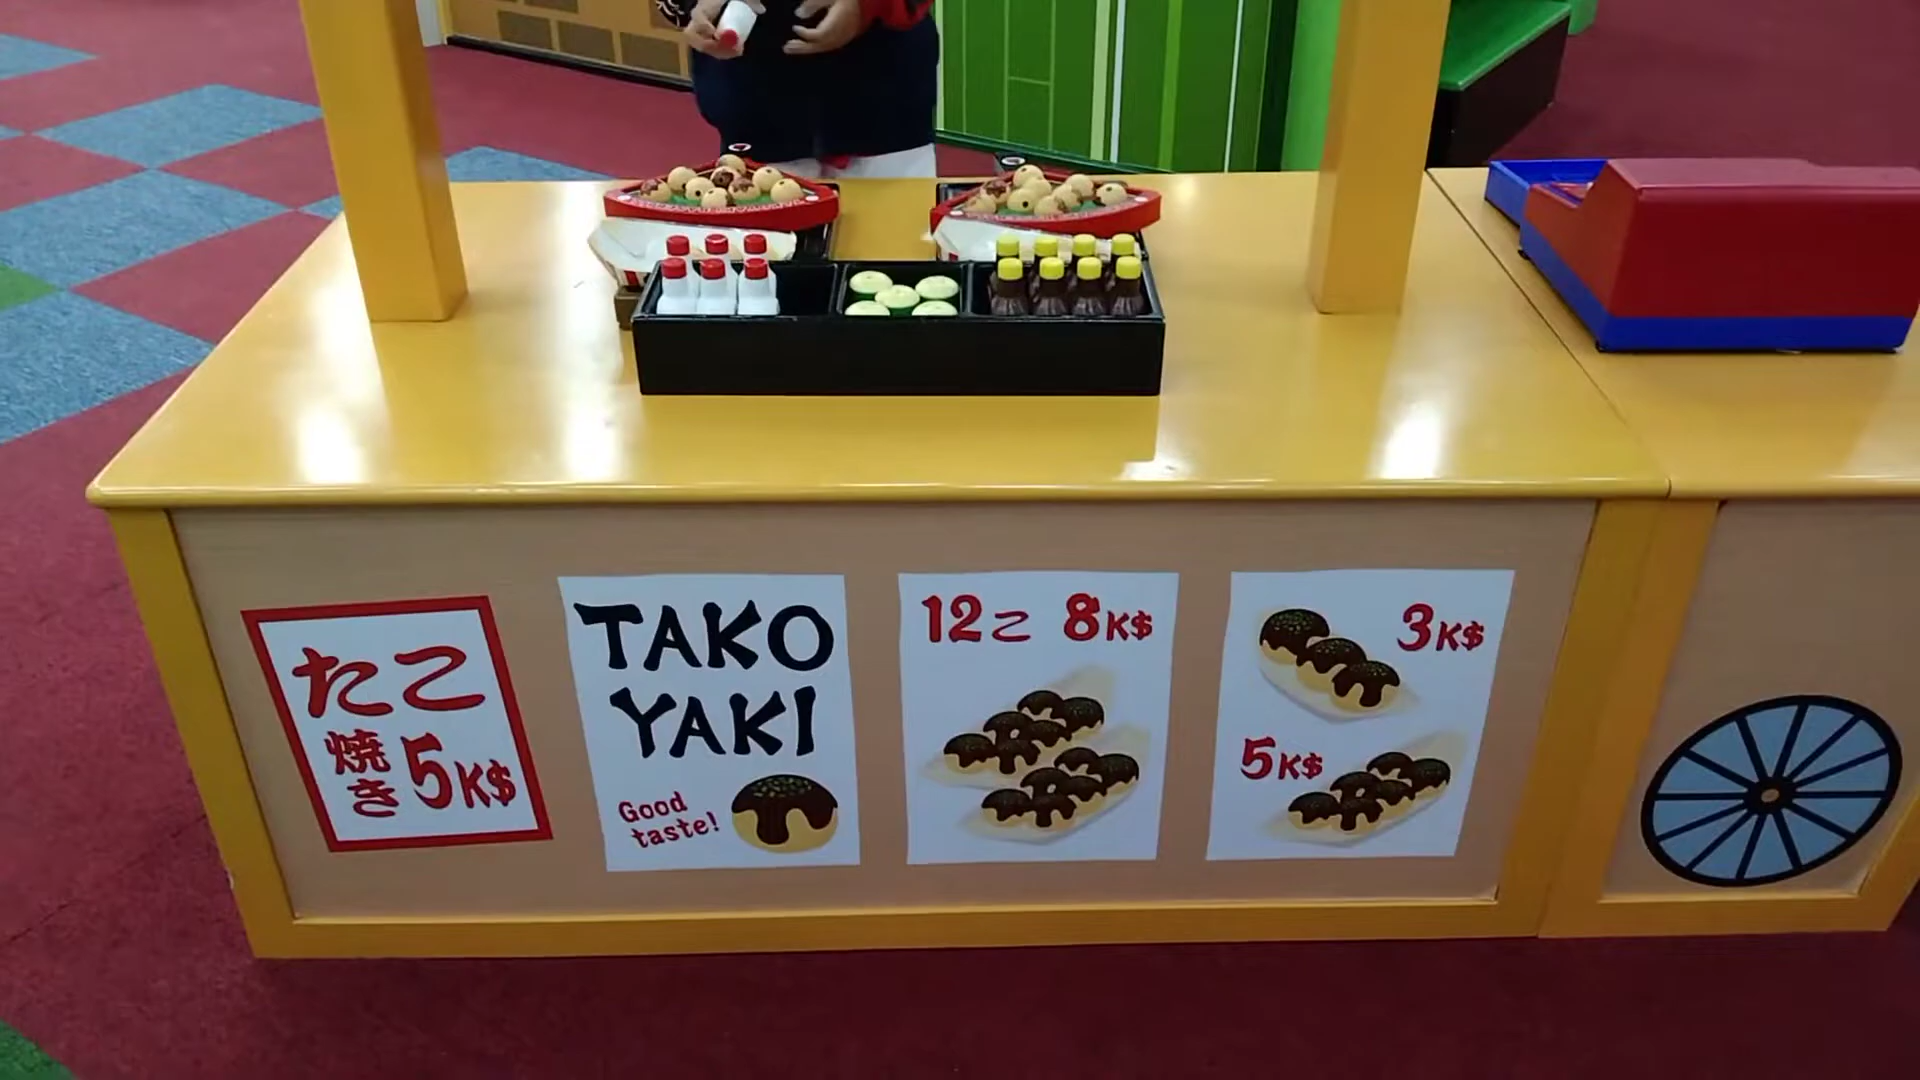 たこ
焼き
5K$
TAKO
YAKI
Good
taste!
12こ 8K$
3K$
5K$